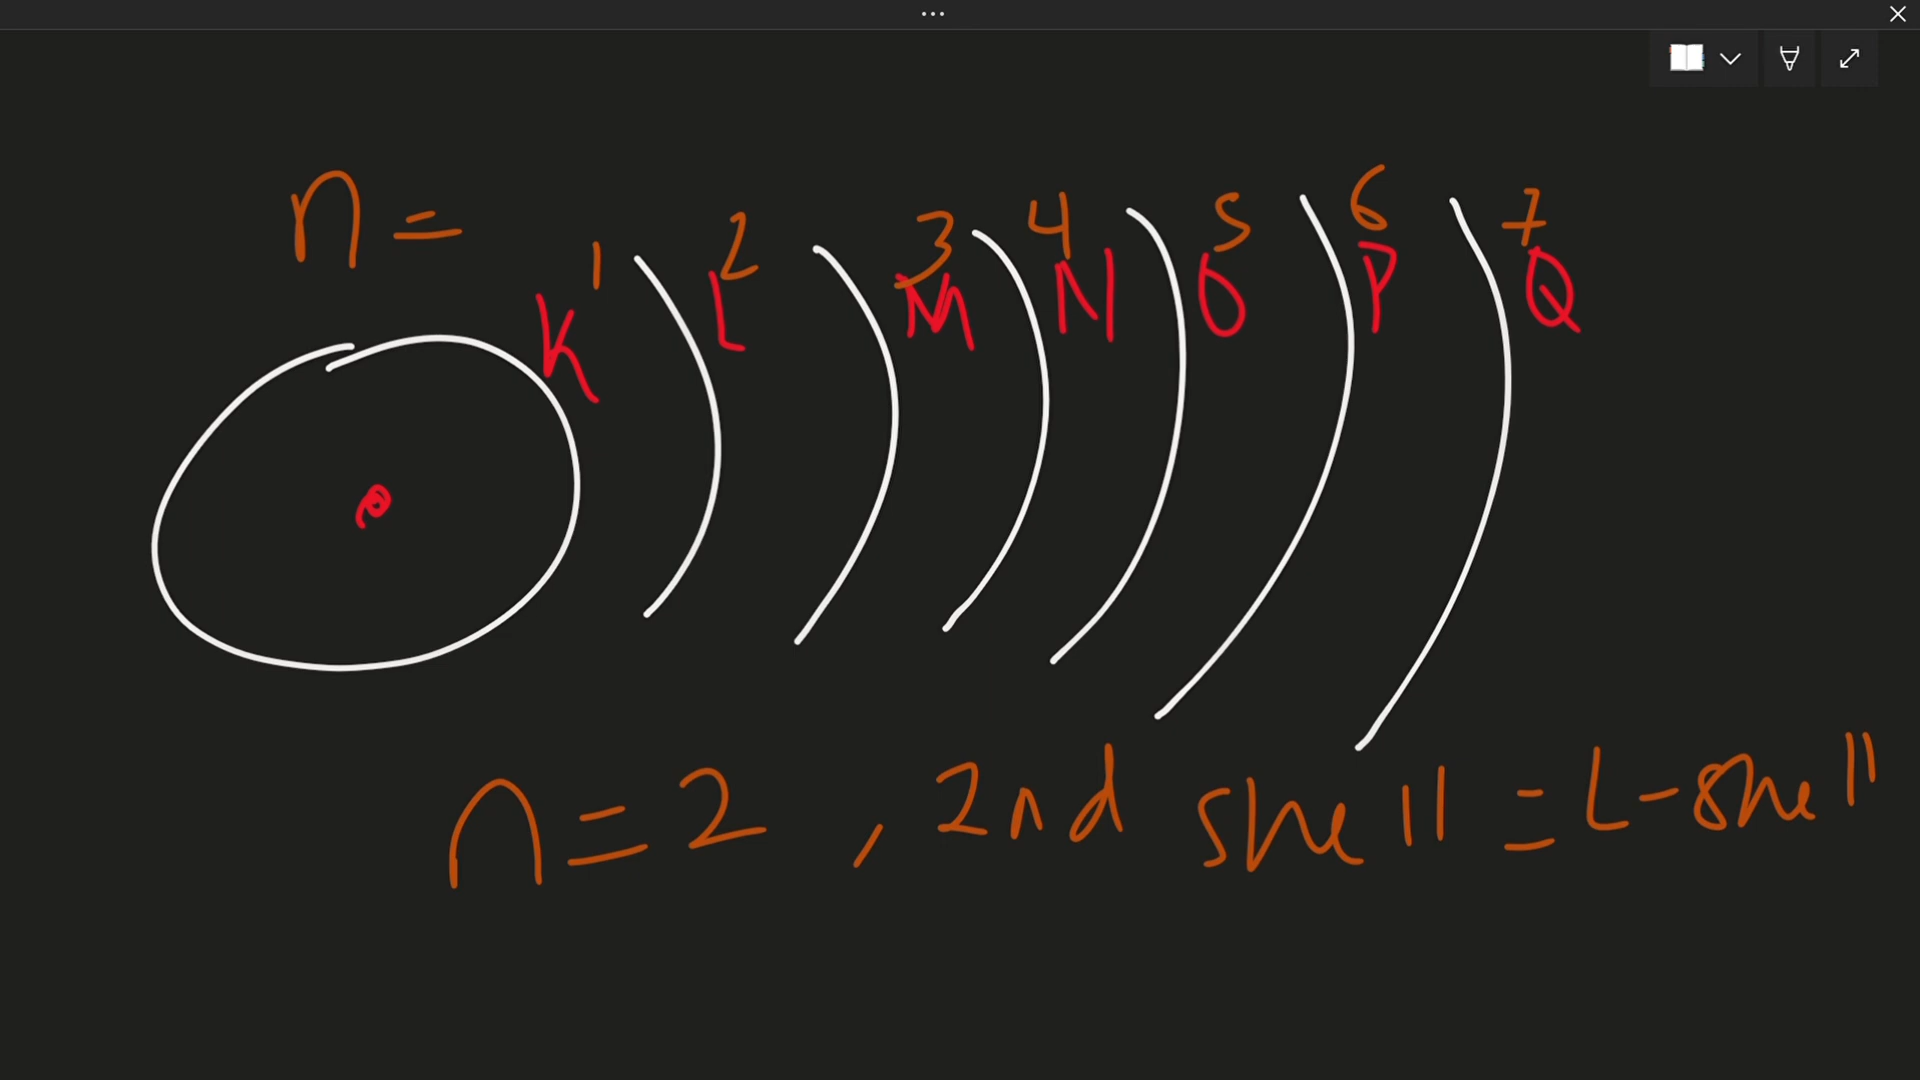 n = 1 2 3 4 5 6 7
K L M N O P Q
n = 2 , 2nd shell = L - shell